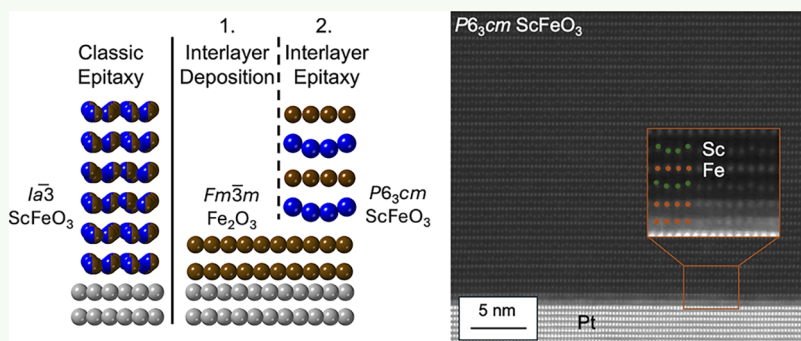 Classic
Epitaxy
1.
Interlayer
Deposition
2.
Interlayer
Epitaxy
Ia3̅
ScFeO₃
Fm3̅m
Fe₂O₃
P6₃cm
ScFeO₃
P6₃cm ScFeO₃
Sc
Fe
5 nm
Pt